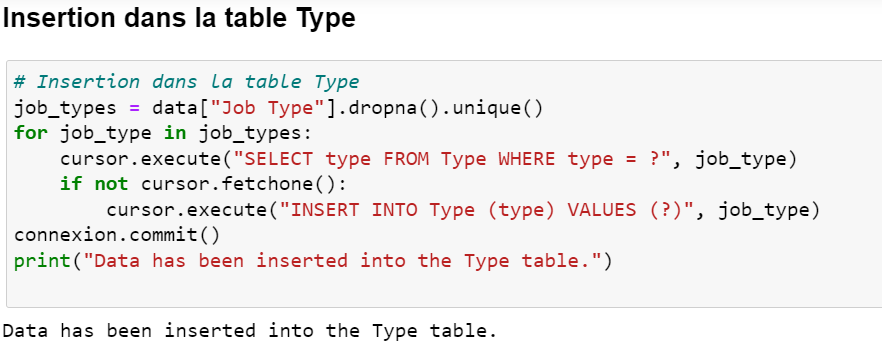 Insertion dans la table Type
# Insertion dans la table Type
job_types = data["Job Type"].dropna().unique()
for job_type in job_types:
    cursor.execute("SELECT type FROM Type WHERE type = ?", job_type)
    if not cursor.fetchone():
        cursor.execute("INSERT INTO Type (type) VALUES (?)", job_type)
connexion.commit()
print("Data has been inserted into the Type table.")
Data has been inserted into the Type table.